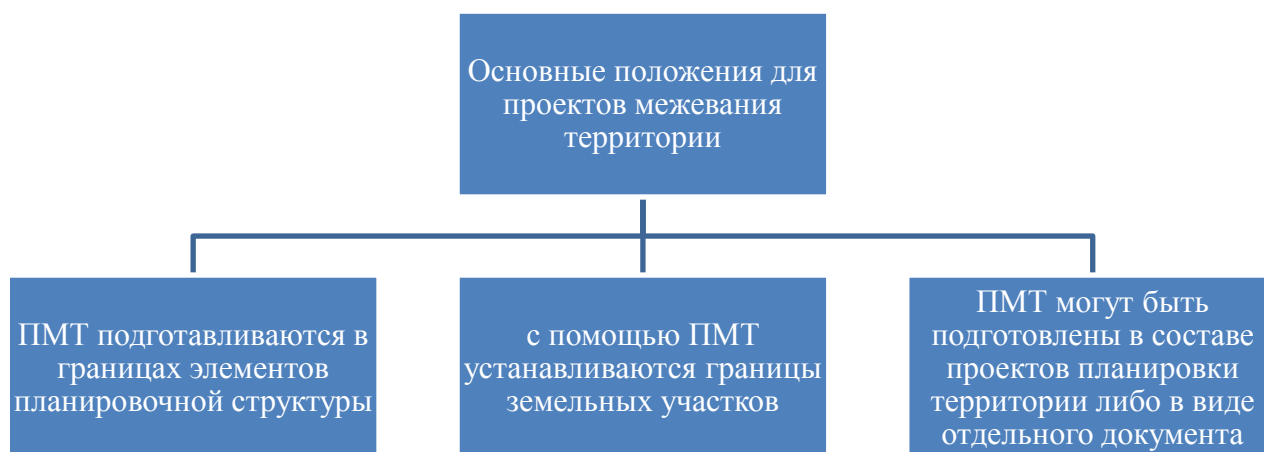 Основные положения для
проектов межевания
территории
ПМТ подготавливаются в
границах элементов
планировочной структуры
с помощью ПМТ
устанавливаются границы
земельных участков
ПМТ могут быть
подготовлены в составе
проектов планировки
территории либо в виде
отдельного документа